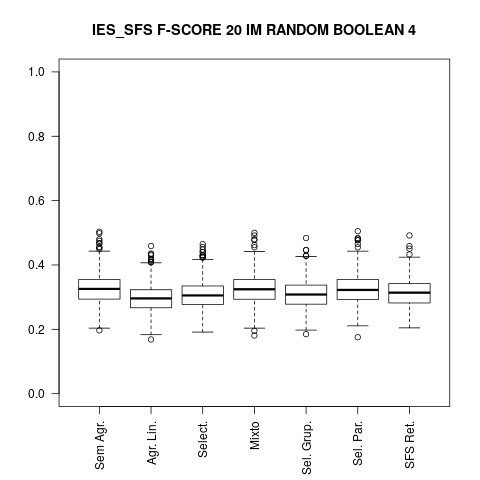 IES_SFS F-SCORE 20 IM RANDOM BOOLEAN 4
1.0
0.8
0.6
0.4
0.2
0.0
Sem Agr.
Agr. Lin.
Select.
Mixto
Sel. Grup.
Sel. Par.
SFS Ret.